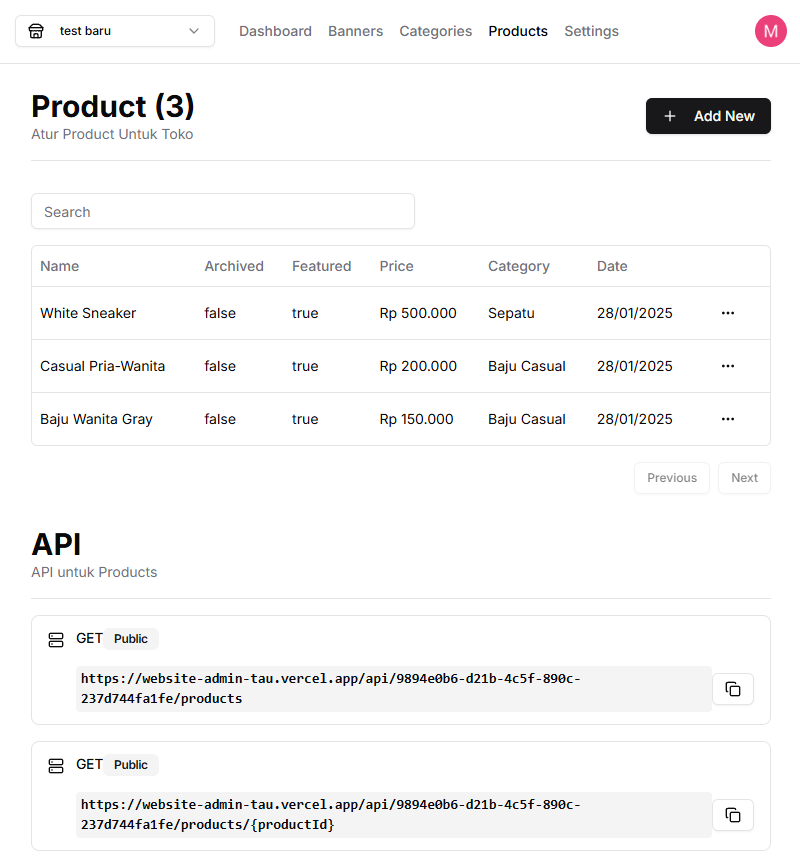 test baru Dashboard Banners Categories Products Settings M
Product (3)
Atur Product Untuk Toko
+ Add New
Search
Name Archived Featured Price Category Date
White Sneaker false true Rp 500.000 Sepatu 28/01/2025 ...
Casual Pria-Wanita false true Rp 200.000 Baju Casual 28/01/2025 ...
Baju Wanita Gray false true Rp 150.000 Baju Casual 28/01/2025 ...
Previous Next
API
API untuk Products
GET Public
https://website-admin-tau.vercel.app/api/9894e0b6-d21b-4c5f-890c-
237d744fa1fe/products
GET Public
https://website-admin-tau.vercel.app/api/9894e0b6-d21b-4c5f-890c-
237d744fa1fe/products/{productId}